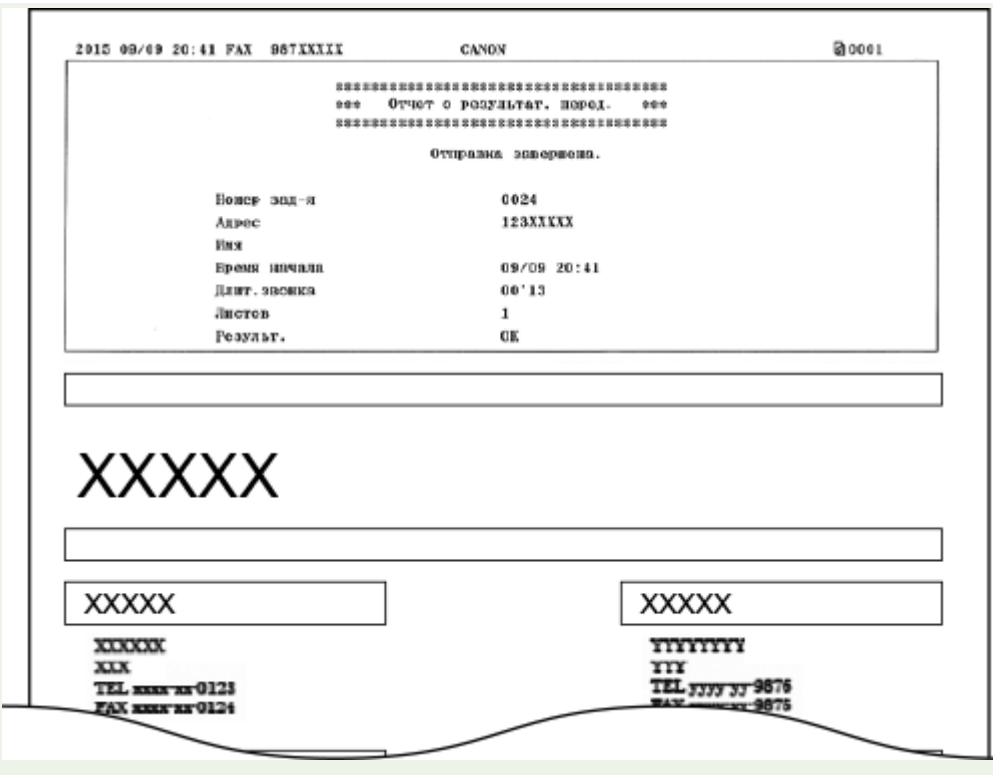 2015 09/09 20:41 FAX 987XXXXX CANON 0001
************************************
*** Отчет о результат. перед. ***
************************************
Отправка завершена.
Номер зад-я 0024
Адрес 123XXXXX
Имя
Время начала 09/09 20:41
Длит.звонка 00'13
Листов 1
Результ. OK
XXXXX
XXXXX XXXXX
XXXXXX YYYYYYYY
XXX YYY
TEL xxxx-xx-0123 TEL yyyy-yy-9876
FAX xxxx-xx-0124 FAX 9875